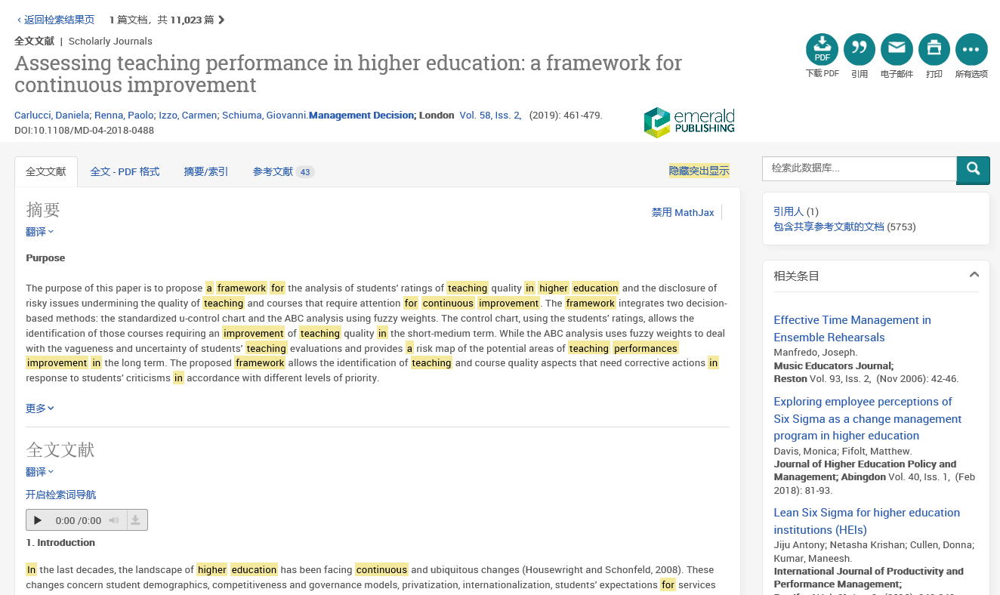 ‹ 返回检索结果页 1 篇文档，共 11,023 篇
全文文献 | Scholarly Journals
Assessing teaching performance in higher education: a framework for
continuous improvement
PDF
下载 PDF 引用 电子邮件 打印 所有选项
Carlucci, Daniela; Renna, Paolo; Izzo, Carmen; Schiuma, Giovanni.Management Decision; London Vol. 58, Iss. 2, (2019): 461-479.
DOI:10.1108/MD-04-2018-0488
emerald
PUBLISHING
全文文献 全文 - PDF 格式 摘要/索引 参考文献 43 隐藏突出显示
摘要
禁用 MathJax
翻译
Purpose
The purpose of this paper is to propose a framework for the analysis of students’ ratings of teaching quality in higher education and the disclosure of
risky issues undermining the quality of teaching and courses that require attention for continuous improvement. The framework integrates two decision-
based methods: the standardized u-control chart and the ABC analysis using fuzzy weights. The control chart, using the students’ ratings, allows the
identification of those courses requiring an improvement of teaching quality in the short-medium term. While the ABC analysis uses fuzzy weights to deal
with the vagueness and uncertainty of students’ teaching evaluations and provides a risk map of the potential areas of teaching performances
improvement in the long term. The proposed framework allows the identification of teaching and course quality aspects that need corrective actions in
response to students’ criticisms in accordance with different levels of priority.
更多
全文文献
翻译
开启检索词导航
0:00 /0:00
1. Introduction
In the last decades, the landscape of higher education has been facing continuous and ubiquitous changes (Housewright and Schonfeld, 2008). These
changes concern student demographics, competitiveness and governance models, privatization, internationalization, students’ expectations for services
检索此数据库...
引用人 (1)
包含共享参考文献的文档 (5753)
相关条目
Effective Time Management in
Ensemble Rehearsals
Manfredo, Joseph.
Music Educators Journal;
Reston Vol. 93, Iss. 2, (Nov 2006): 42-46.
Exploring employee perceptions of
Six Sigma as a change management
program in higher education
Davis, Monica; Fifolt, Matthew.
Journal of Higher Education Policy and
Management; Abingdon Vol. 40, Iss. 1, (Feb
2018): 81-93.
Lean Six Sigma for higher education
institutions (HEIs)
Jiju Antony; Netasha Krishan; Cullen, Donna;
Kumar, Maneesh.
International Journal of Productivity and
Performance Management;